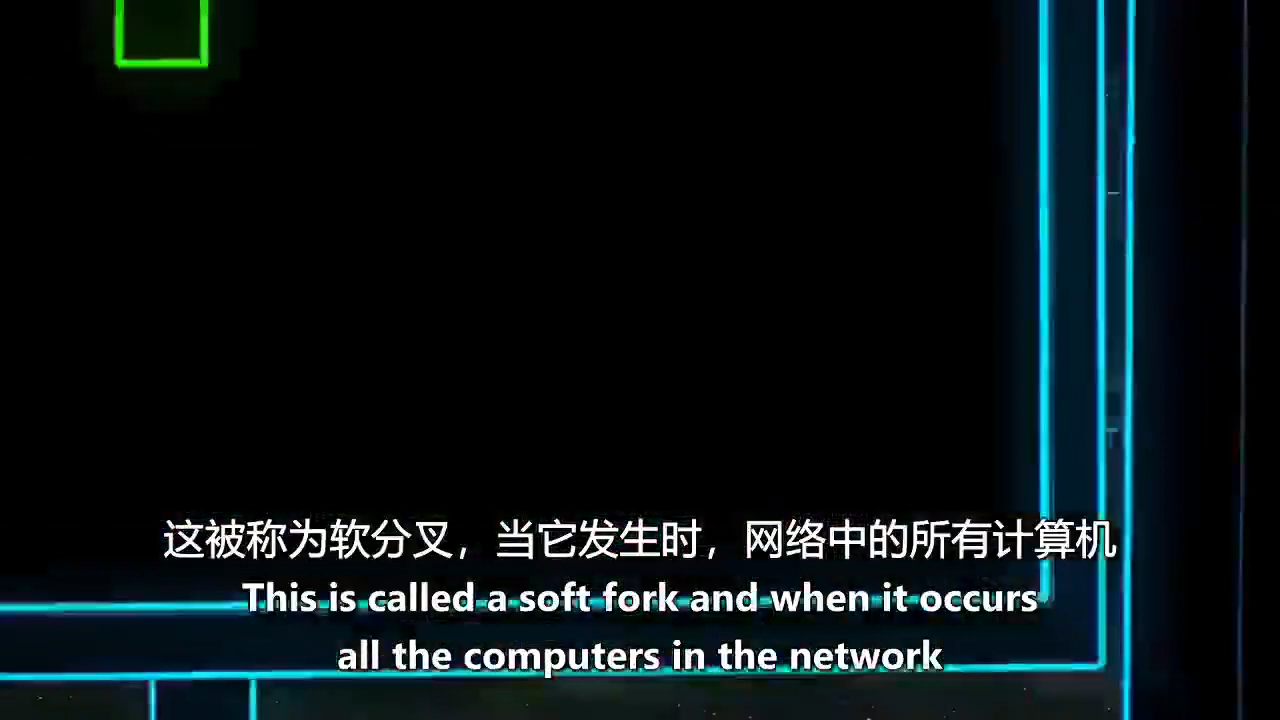 这被称为软分叉，当它发生时，网络中的所有计算机
This is called a soft fork and when it occurs
all the computers in the network